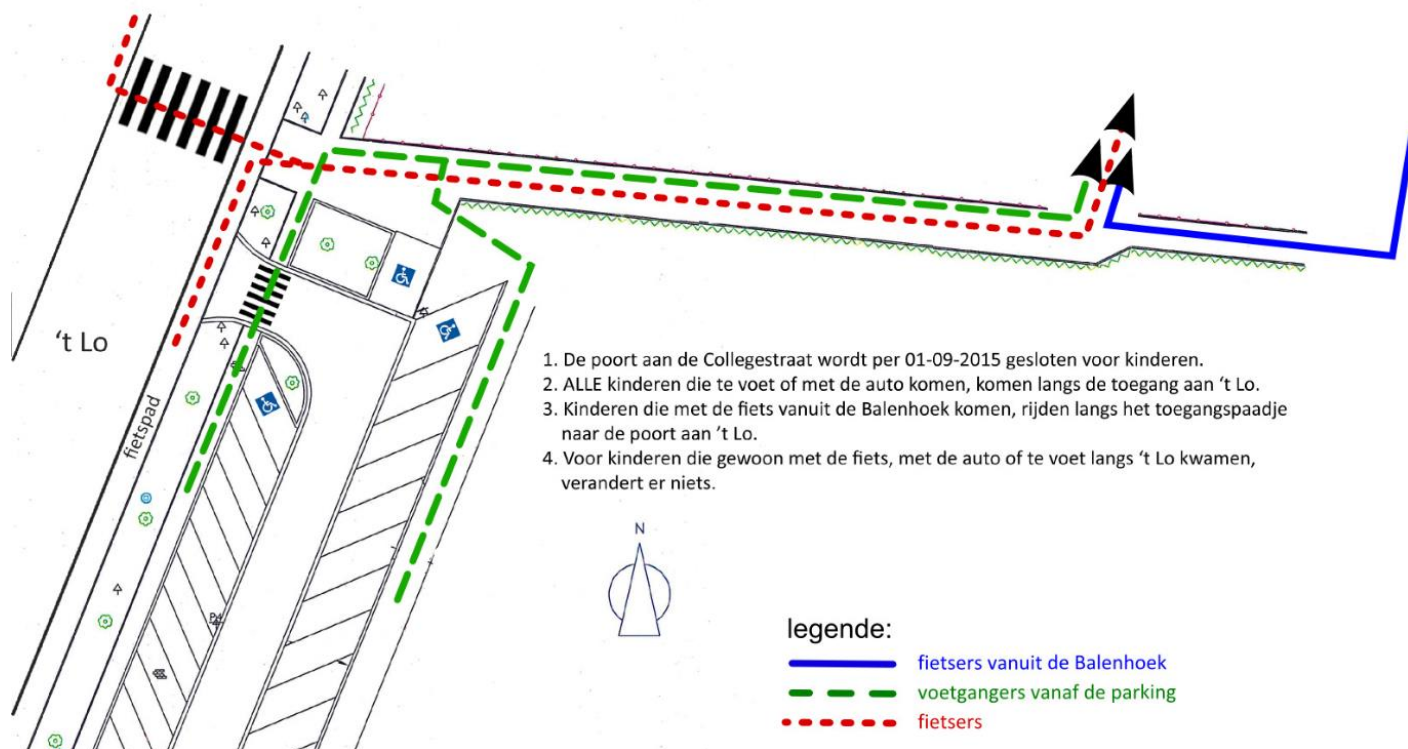 't Lo
fietspad
1. De poort aan de Collegestraat wordt per 01-09-2015 gesloten voor kinderen.
2. ALLE kinderen die te voet of met de auto komen, komen langs de toegang aan 't Lo.
3. Kinderen die met de fiets vanuit de Balenhoek komen, rijden langs het toegangspaadje
naar de poort aan 't Lo.
4. Voor kinderen die gewoon met de fiets, met de auto of te voet langs 't Lo kwamen,
verandert er niets.
N
legende:
fietsers vanuit de Balenhoek
voetgangers vanaf de parking
fietsers